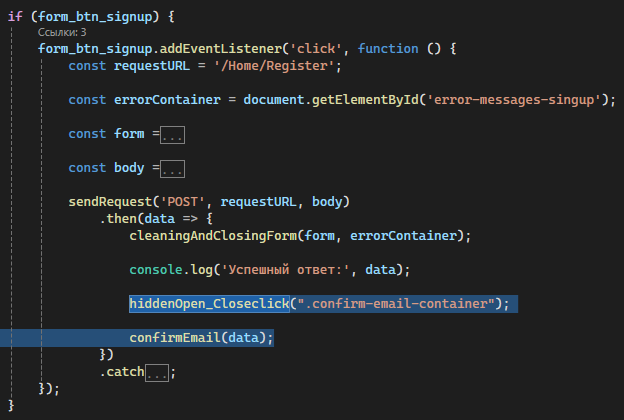 if (form_btn_signup) {
Ссылки: 3
form_btn_signup.addEventListener('click', function () {
const requestURL = '/Home/Register';
const errorContainer = document.getElementById('error-messages-singup');
const form =...
const body =...
sendRequest('POST', requestURL, body)
.then(data => {
cleaningAndClosingForm(form, errorContainer);
console.log('Успешный ответ:', data);
hiddenOpen_Closeclick(".confirm-email-container");
confirmEmail(data);
})
.catch...;
});
}